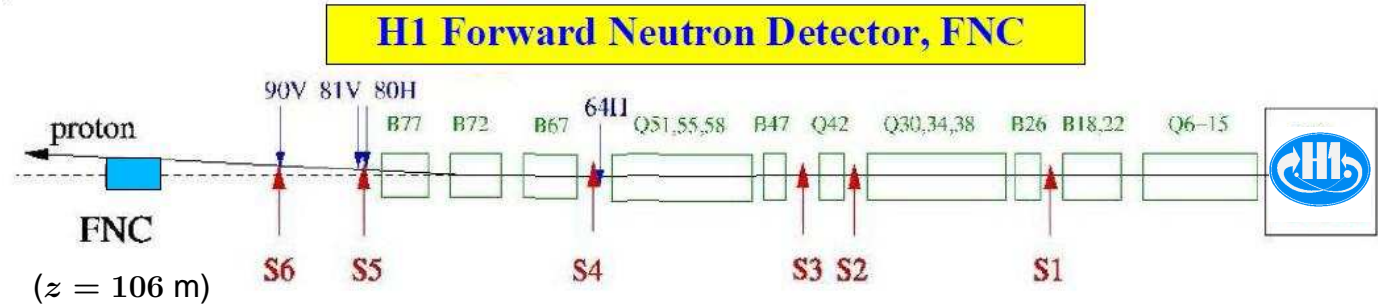 H1 Forward Neutron Detector, FNC
90V 81V 80H
64H
proton
B77 B72 B67 Q51,55,58 B47 Q42 Q30,34,38 B26 B18,22 Q6-15
H1
FNC
S6 S5 S4 S3 S2 S1
(z = 106 m)